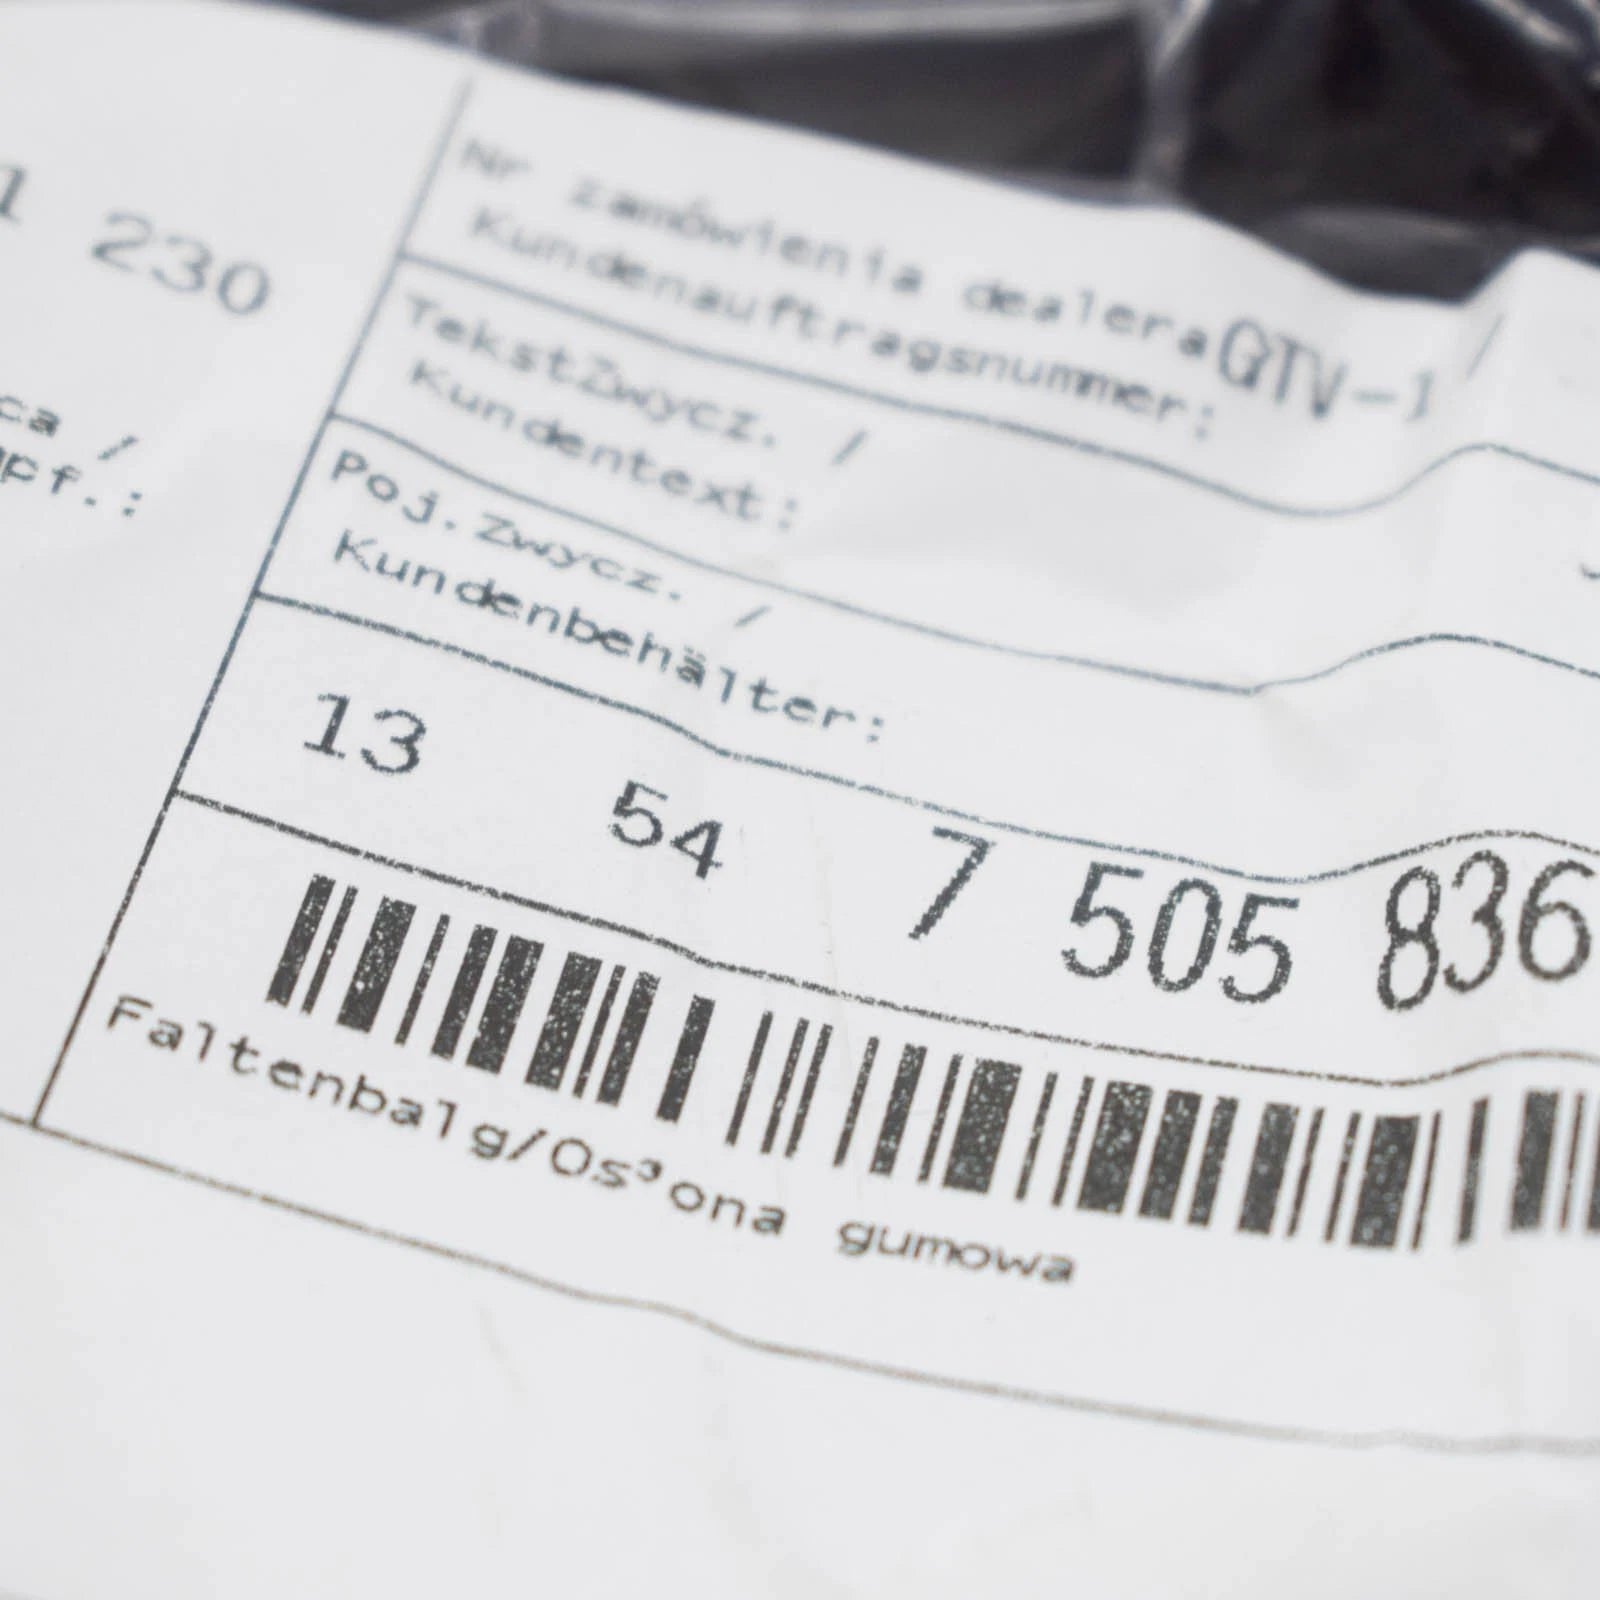 1 230
ca /
pf.:
Nr zamówienia dealera QTV-1 /
Kundenauftragsnummer:
TekstZwycz. /
Kundentext:
Poj.Zwycz. /
Kundenbehälter:
13 54 7 505 836
Faltenbalg/Os³ona gumowa